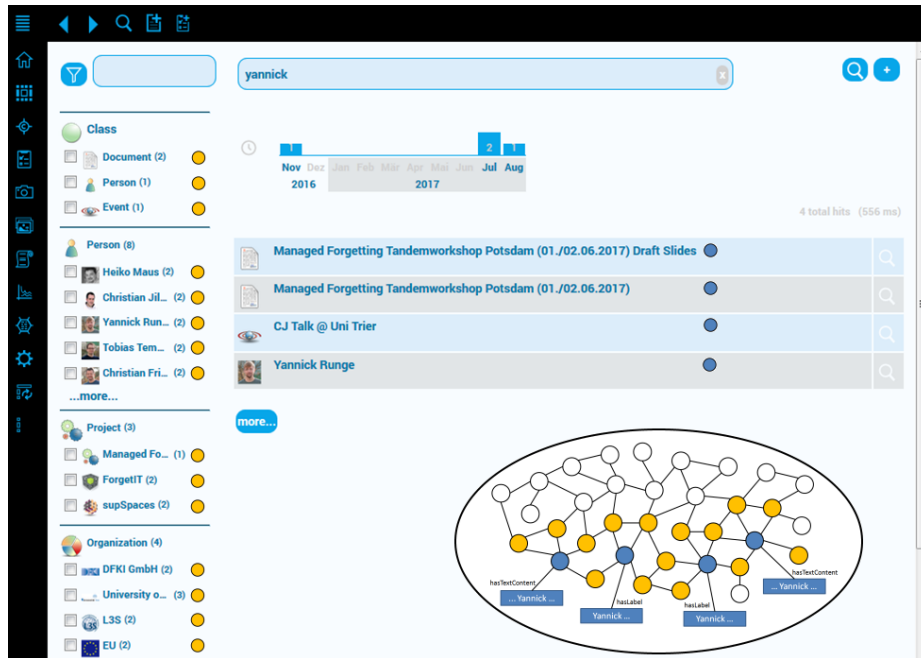 yannick
x
+
Class
Document (2)
Person (1)
Event (1)
1 2 1
Nov Dez Jan Feb Mär Apr Mai Jun Jul Aug
2016 2017
4 total hits (556 ms)
Person (8)
Heiko Maus (2)
Christian Jil... (2)
Yannick Run... (2)
Tobias Tem... (2)
Christian Fri... (2)
...more...
Managed Forgetting Tandemworkshop Potsdam (01./02.06.2017) Draft Slides
Managed Forgetting Tandemworkshop Potsdam (01./02.06.2017)
CJ Talk @ Uni Trier
Yannick Runge
more...
Project (3)
Managed Fo... (1)
ForgetIT (2)
supSpaces (2)
Organization (4)
DFKI GmbH (2)
University o... (3)
L3S (2)
EU (2)
hasTextContent
... Yannick ...
hasLabel
Yannick ...
hasLabel
Yannick ...
hasTextContent
... Yannick ...